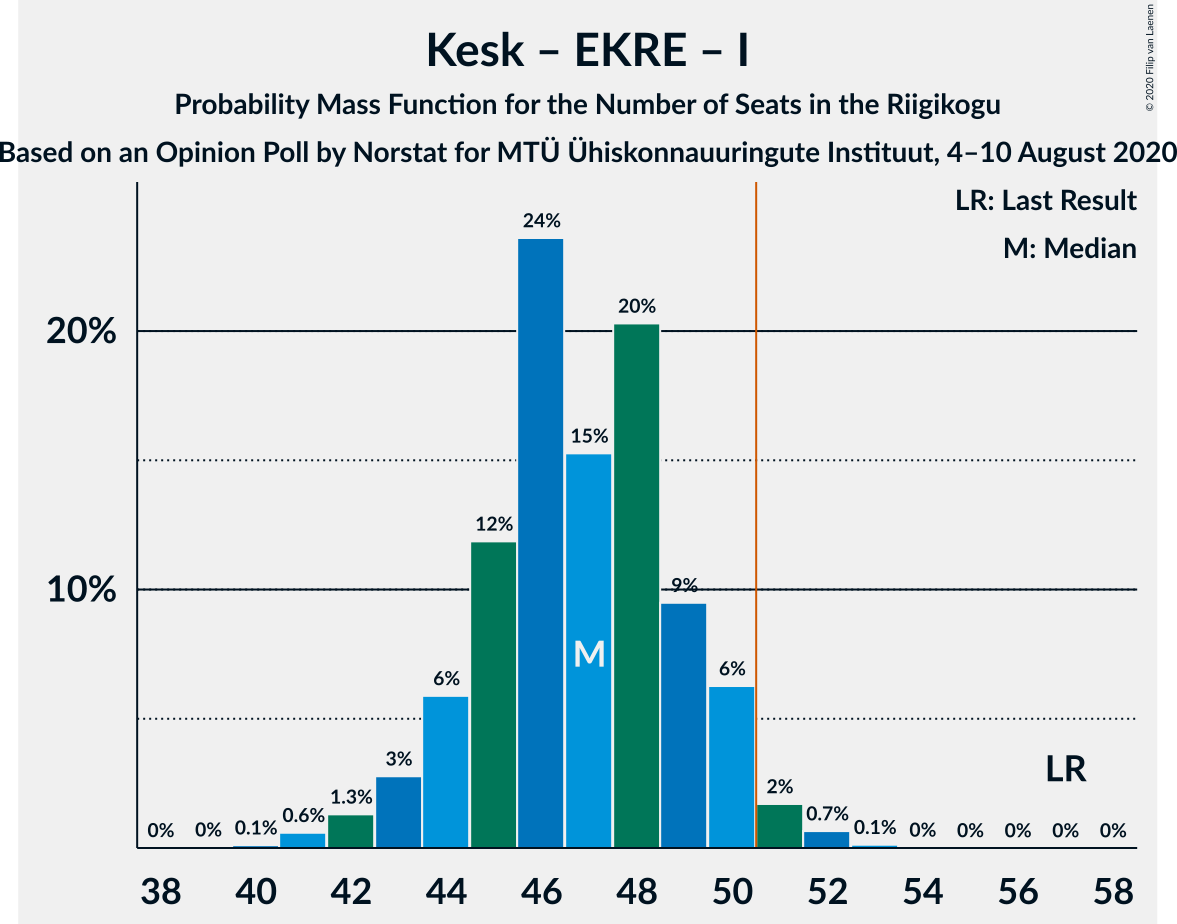 Kesk – EKRE – I
Probability Mass Function for the Number of Seats in the Riigikogu
Based on an Opinion Poll by Norstat for MTÜ Ühiskonnauuringute Instituut, 4–10 August 2020
© 2020 Filip van Laenen
LR: Last Result
M: Median
24%
20%
20%
15%
12%
10%
9%
M
6%
6%
3%
LR
2%
1.3%
0.6%
0.7%
0% 0% 0.1% 0.1% 0% 0% 0% 0% 0%
38 40 42 44 46 48 50 52 54 56 58